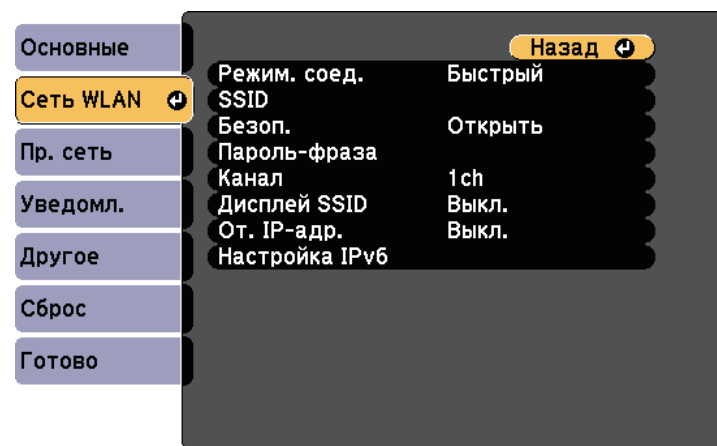 Основные
Сеть WLAN
Пр. сеть
Уведомл.
Другое
Сброс
Готово
Назад
Режим. соед. Быстрый
SSID
Безоп. Открыть
Пароль-фраза
Канал 1ch
Дисплей SSID Выкл.
От. IP-адр. Выкл.
Настройка IPv6